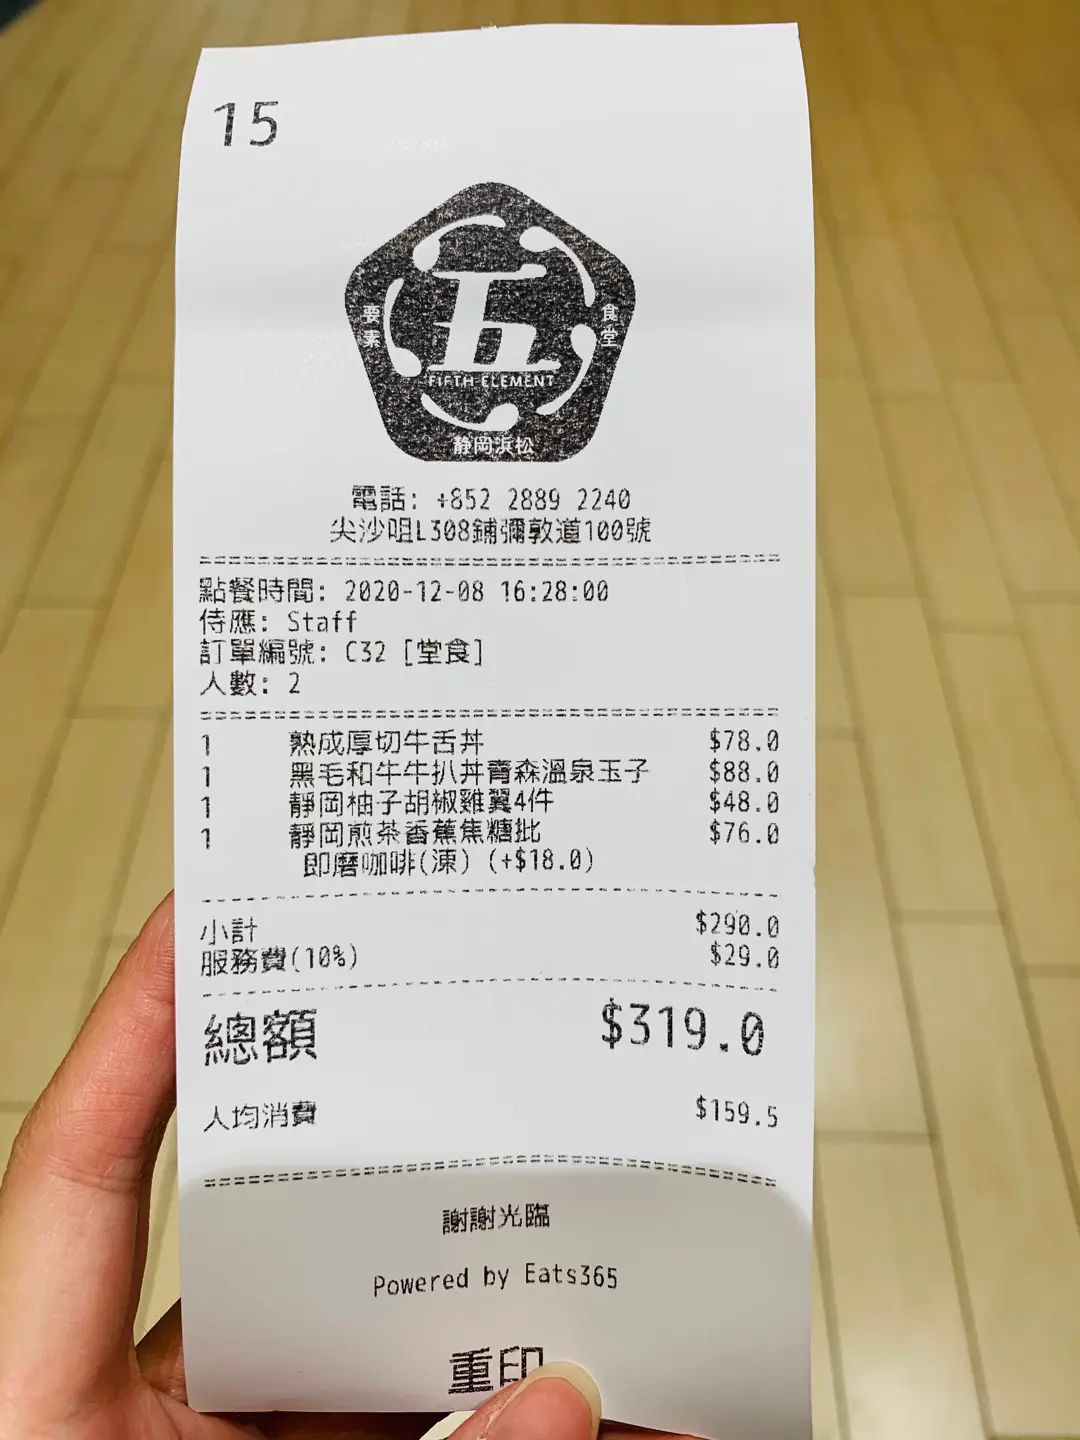 15
五
要素
食堂
FIFTH ELEMENT
静岡浜松
電話: +852 2889 2240
尖沙咀L308鋪彌敦道100號
點餐時間: 2020-12-08 16:28:00
侍應: Staff
訂單編號: C32 [堂食]
人數: 2
1 熟成厚切牛舌丼 $78.0
1 黑毛和牛牛扒丼青森溫泉玉子 $88.0
1 靜岡柚子胡椒雞翼4件 $48.0
1 靜岡煎茶香蕉焦糖批 $76.0
即磨咖啡(凍) (+$18.0)
小計 $290.0
服務費(10%) $29.0
總額 $319.0
人均消費 $159.5
謝謝光臨
Powered by Eats365
重印